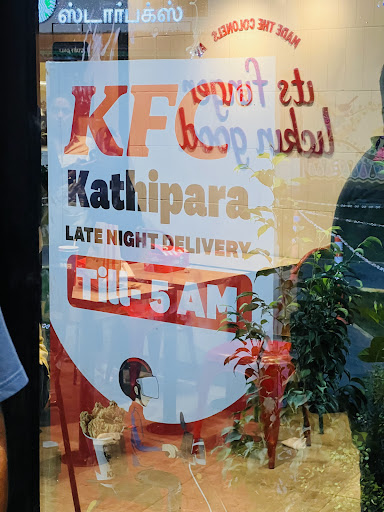 ஸ்டார்பக்ஸ்
MADE THE COLONELS
its finger
lickin good
KFC
Kathipara
LATE NIGHT DELIVERY
Till - 5 AM